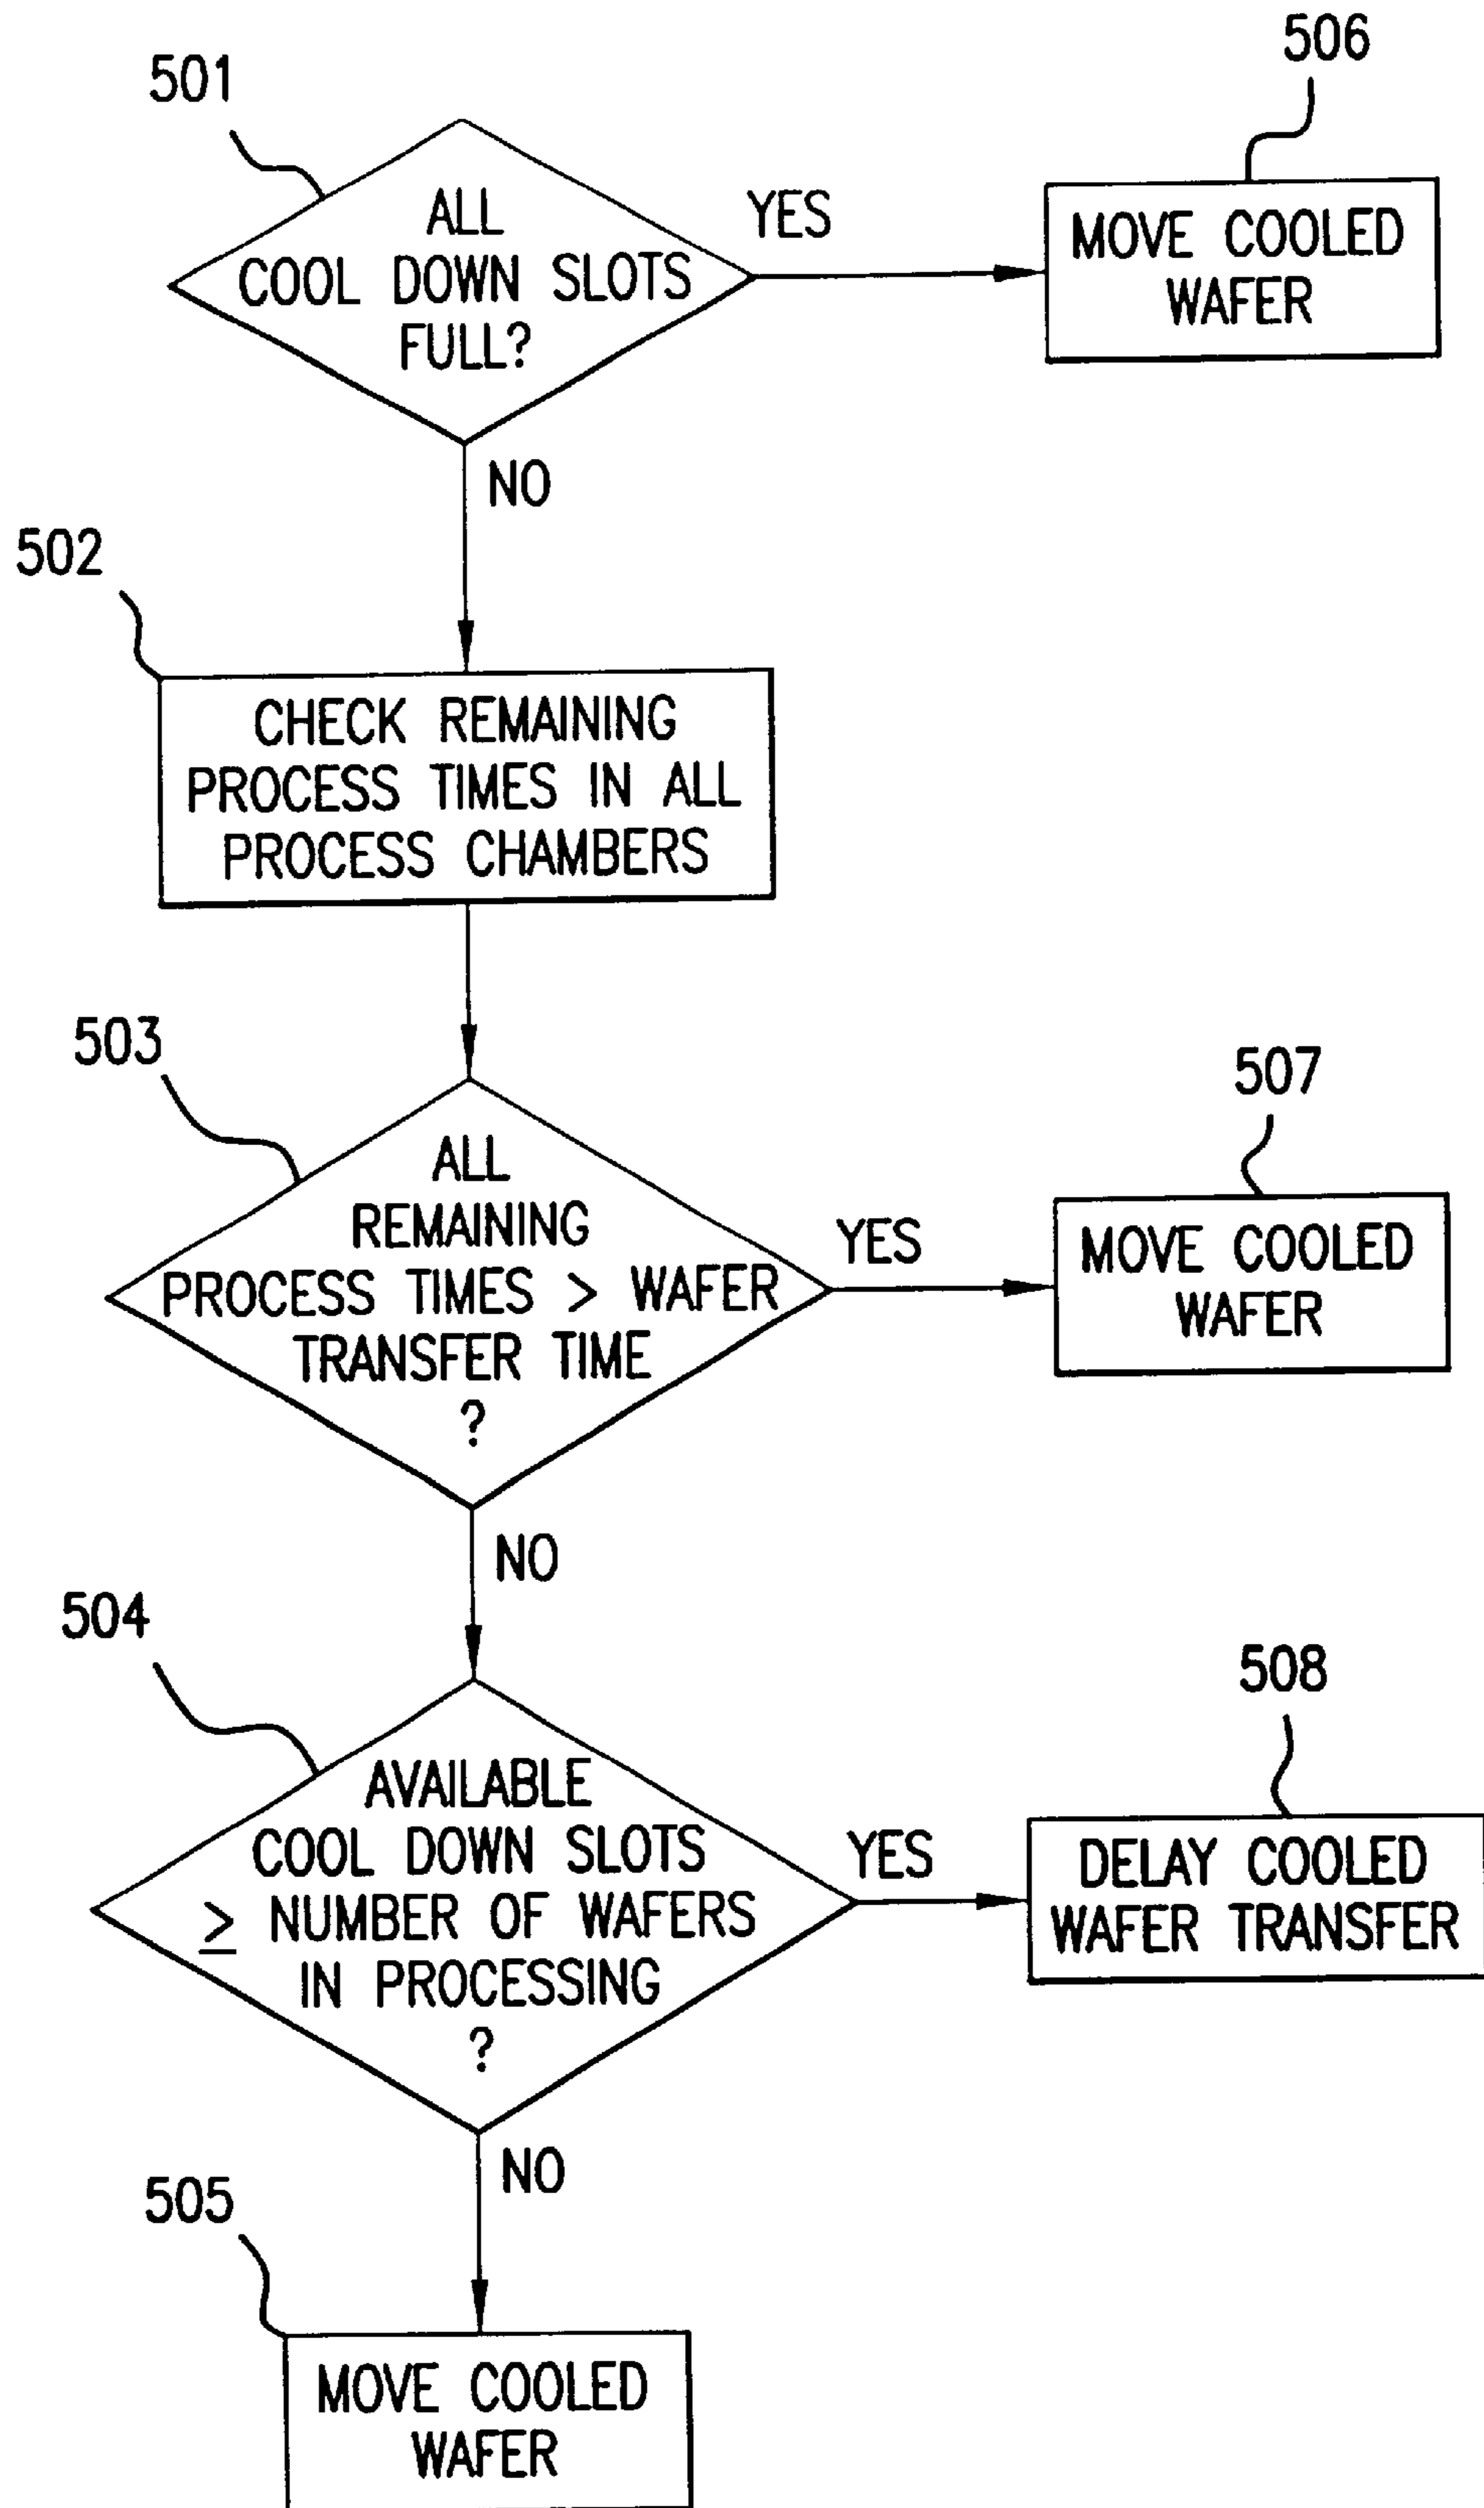 506
501
ALL
COOL DOWN SLOTS
FULL?
YES
MOVE COOLED
WAFER
NO
502
CHECK REMAINING
PROCESS TIMES IN ALL
PROCESS CHAMBERS
503
ALL
REMAINING
PROCESS TIMES > WAFER
TRANSFER TIME
?
YES
507
MOVE COOLED
WAFER
NO
504
AVAILABLE
COOL DOWN SLOTS
≥ NUMBER OF WAFERS
IN PROCESSING
?
YES
508
DELAY COOLED
WAFER TRANSFER
NO
505
MOVE COOLED
WAFER